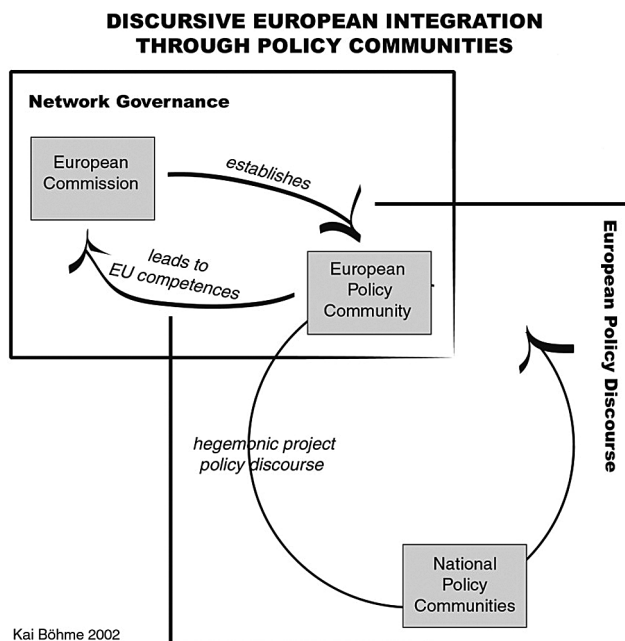 DISCURSIVE EUROPEAN INTEGRATION
THROUGH POLICY COMMUNITIES
Network Governance
European
Commission
establishes
leads to
EU competences
European
Policy
Community
European Policy Discourse
hegemonic project
policy discourse
National
Policy
Communities
Kai Böhme 2002